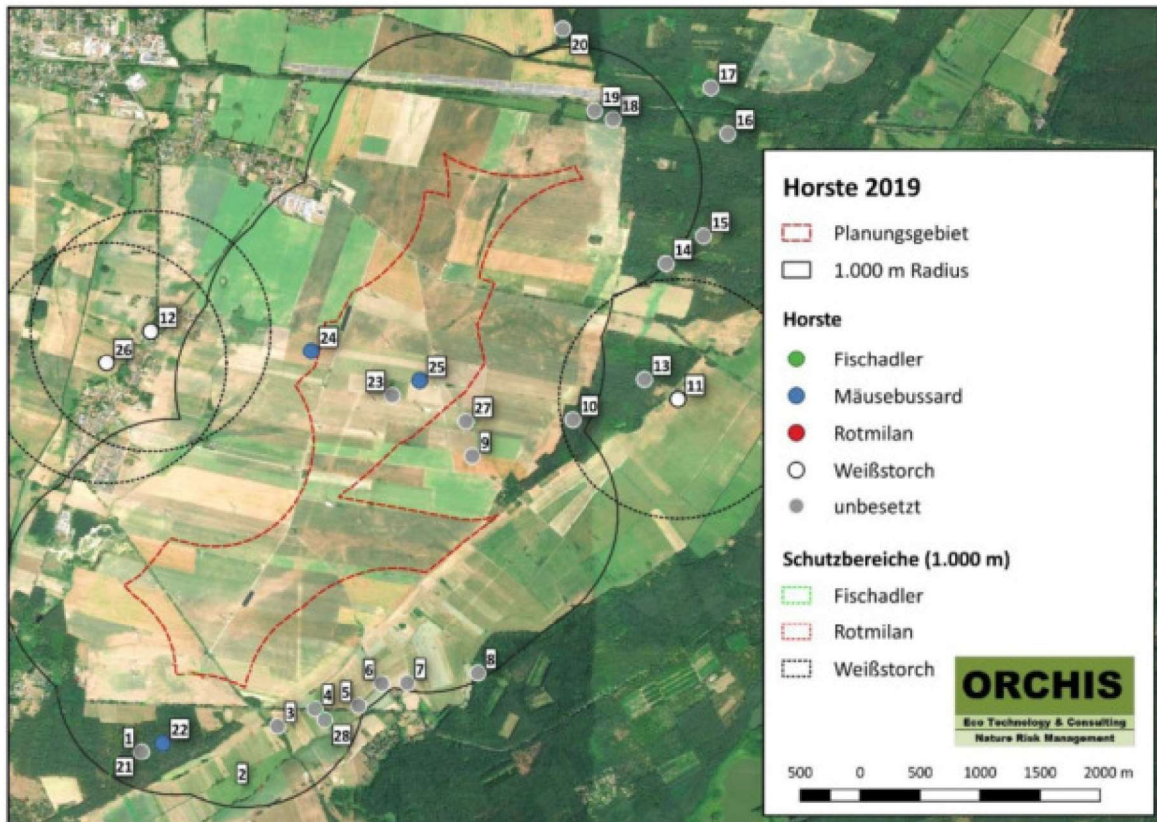 20
17
19
18
16
15
14
12
24
26
25
13
23
11
27
10
9
8
6
7
5
4
3
28
22
1
21
2
Horste 2019
Planungsgebiet
1.000 m Radius
Horste
Fischadler
Mäusebussard
Rotmilan
Weißstorch
unbesetzt
Schutzbereiche (1.000 m)
Fischadler
Rotmilan
Weißstorch
ORCHIS
Eco Technology & Consulting
Nature Risk Management
500 0 500 1000 1500 2000 m